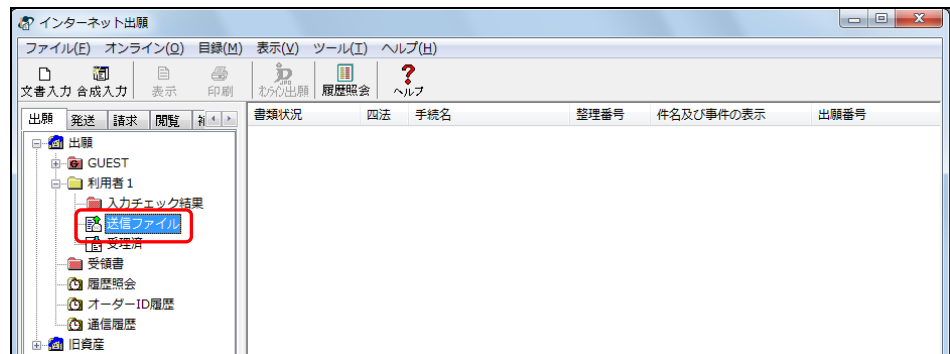 インターネット出願
ファイル(F) オンライン(O) 目録(M) 表示(V) ツール(T) ヘルプ(H)
文書入力 合成入力 表示 印刷 わらくら出願 履歴照会 ヘルプ
出願 発送 請求 閲覧
書類状況 四法 手続名 整理番号 件名及び事件の表示 出願番号
出願
GUEST
利用者1
入力チェック結果
送信ファイル
受理済
受領書
履歴照会
オーダーID履歴
通信履歴
旧資産